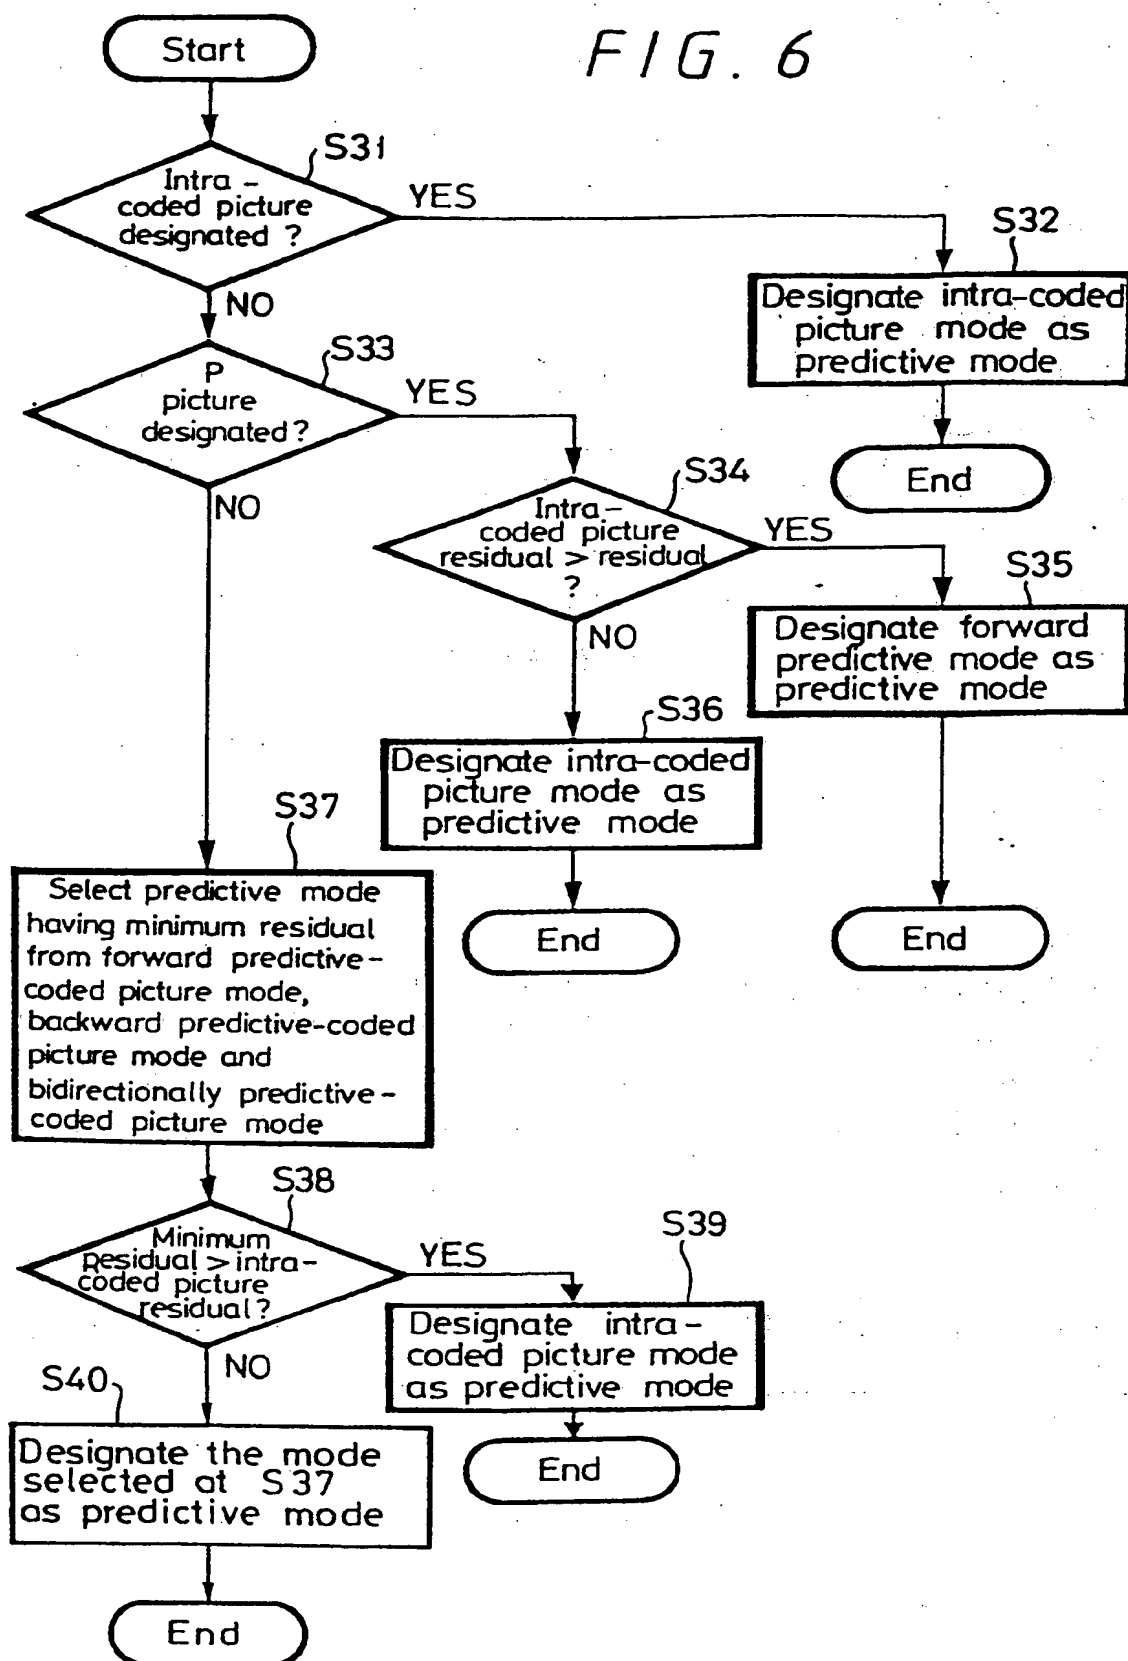 FIG. 6
Start
S31
Intra-
coded picture
designated ?
YES
NO
S32
Designate intra-coded
picture mode as
predictive mode
End
S33
P
picture
designated?
YES
NO
S34
Intra-
coded picture
residual > residual
?
YES
NO
S35
Designate forward
predictive mode as
predictive mode
End
S36
Designate intra-coded
picture mode as
predictive mode
End
S37
Select predictive mode
having minimum residual
from forward predictive-
coded picture mode,
backward predictive-coded
picture mode and
bidirectionally predictive-
coded picture mode
S38
Minimum
residual > intra-
coded picture
residual?
YES
NO
S39
Designate intra-
coded picture mode
as predictive mode
End
S40
Designate the mode
selected at S37
as predictive mode
End